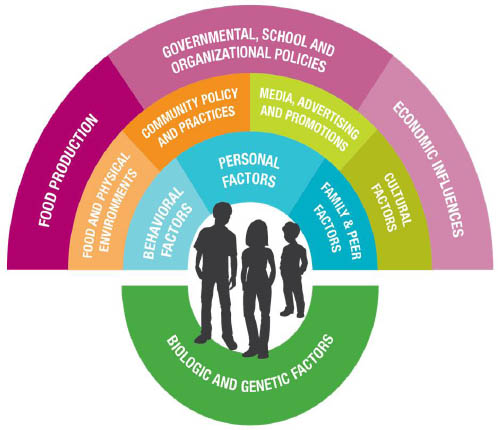 GOVERNMENTAL, SCHOOL AND
ORGANIZATIONAL POLICIES
FOOD PRODUCTION
ECONOMIC INFLUENCES
COMMUNITY POLICY
AND PRACTICES
MEDIA, ADVERTISING
AND PROMOTIONS
FOOD AND PHYSICAL
ENVIRONMENTS
CULTURAL
FACTORS
PERSONAL
FACTORS
BEHAVIORAL
FACTORS
FAMILY & PEER
FACTORS
BIOLOGIC AND GENETIC FACTORS